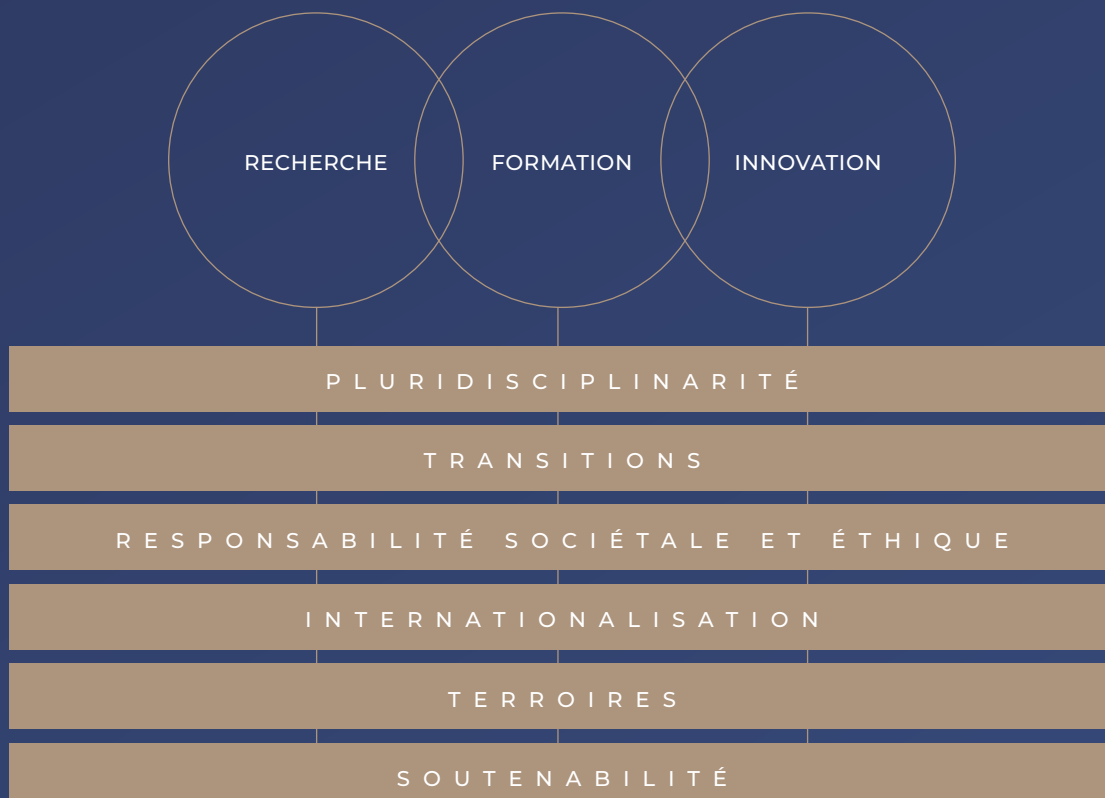 RECHERCHE FORMATION INNOVATION
PLURIDISCIPLINARITÉ
TRANSITIONS
RESPONSABILITÉ SOCIÉTALE ET ÉTHIQUE
INTERNATIONALISATION
TERROIRES
SOUTENABILITÉ